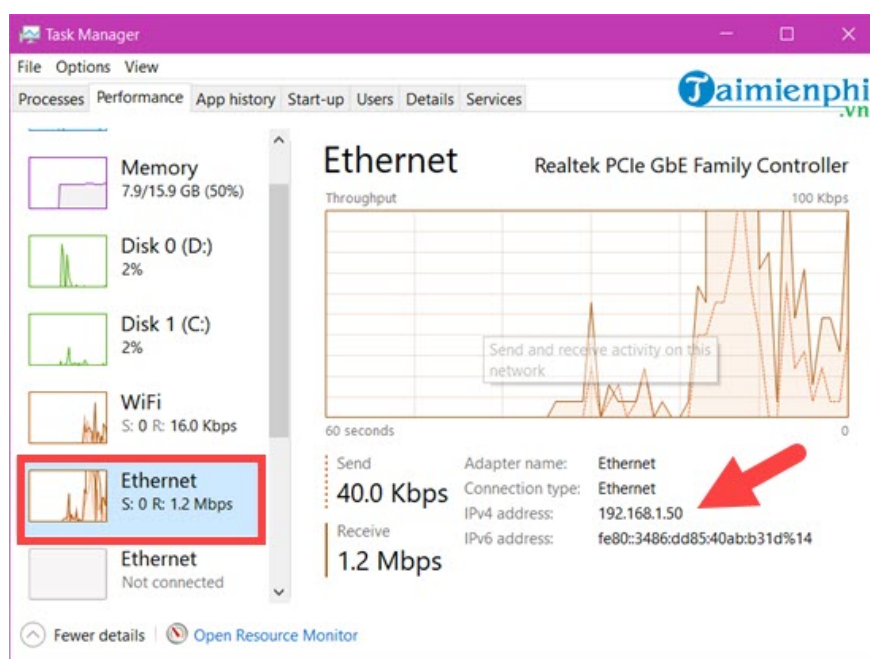 Task Manager
File Options View
Processes Performance App history Start-up Users Details Services
Taimienphi
.vn
Memory
7.9/15.9 GB (50%)
Disk 0 (D:)
2%
Disk 1 (C:)
2%
WiFi
S: 0 R: 16.0 Kbps
Ethernet
S: 0 R: 1.2 Mbps
Ethernet
Not connected
Ethernet Realtek PCIe GbE Family Controller
Throughput 100 Kbps
Send and receive activity on this
network
60 seconds 0
Send
40.0 Kbps
Receive
1.2 Mbps
Adapter name: Ethernet
Connection type: Ethernet
IPv4 address: 192.168.1.50
IPv6 address: fe80::3486:dd85:40ab:b31d%14
Fewer details Open Resource Monitor